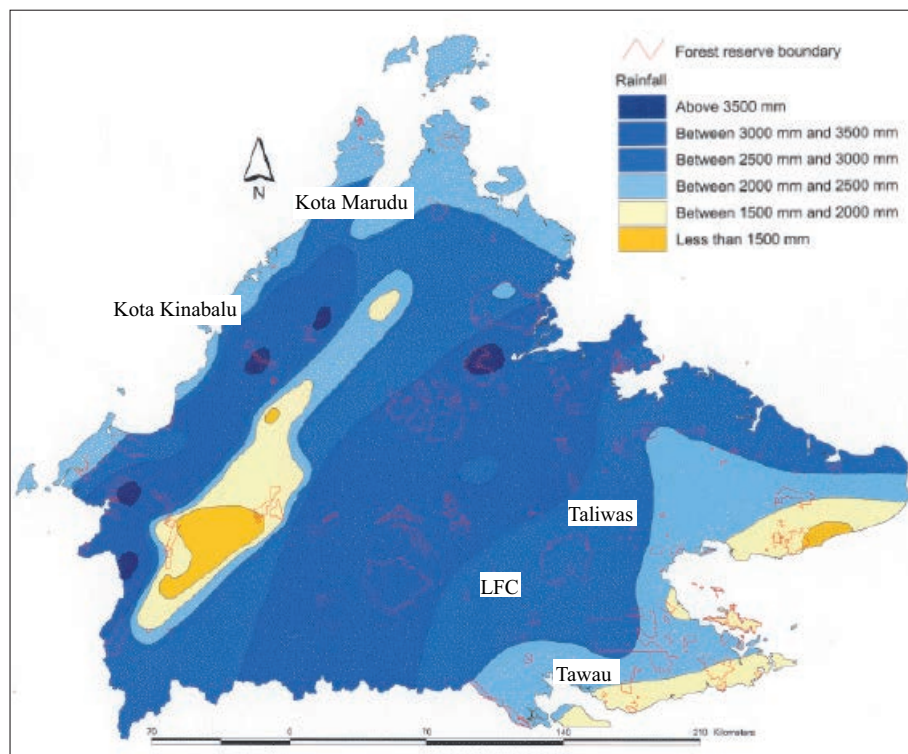 Forest reserve boundary
Rainfall
Above 3500 mm
Between 3000 mm and 3500 mm
Between 2500 mm and 3000 mm
Between 2000 mm and 2500 mm
Between 1500 mm and 2000 mm
Less than 1500 mm
N
Kota Marudu
Kota Kinabalu
Taliwas
LFC
Tawau
70 0 70 140 210 Kilometers